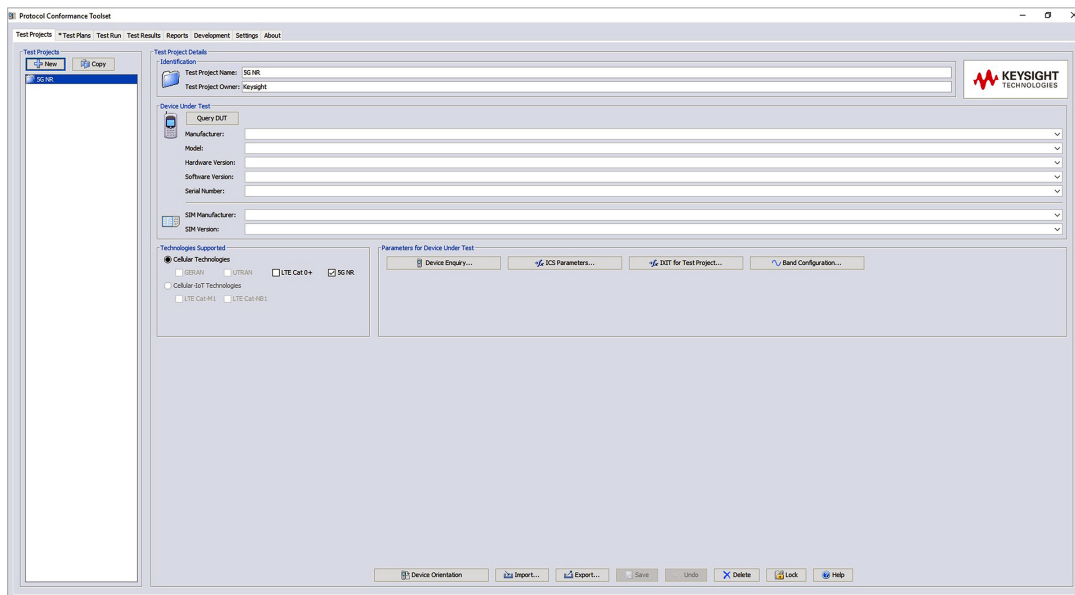 Protocol Conformance Toolset
Test Projects *Test Plans Test Run Test Results Reports Development Settings About
Test Projects
New Copy
5G NR
Test Project Details
Identification
Test Project Name: 5G NR
Test Project Owner: Keysight
KEYSIGHT
TECHNOLOGIES
Device Under Test
Query DUT
Manufacturer:
Model:
Hardware Version:
Software Version:
Serial Number:
SIM Manufacturer:
SIM Version:
Technologies Supported
Cellular Technologies
GERAN UTRAN LTE Cat 0+ 5G NR
Cellular-IoT Technologies
LTE Cat-M1 LTE Cat-NB1
Parameters for Device Under Test
Device Enquiry... ICS Parameters... IXIT for Test Project... Band Configuration...
Device Orientation Import... Export... Save Undo Delete Lock Help